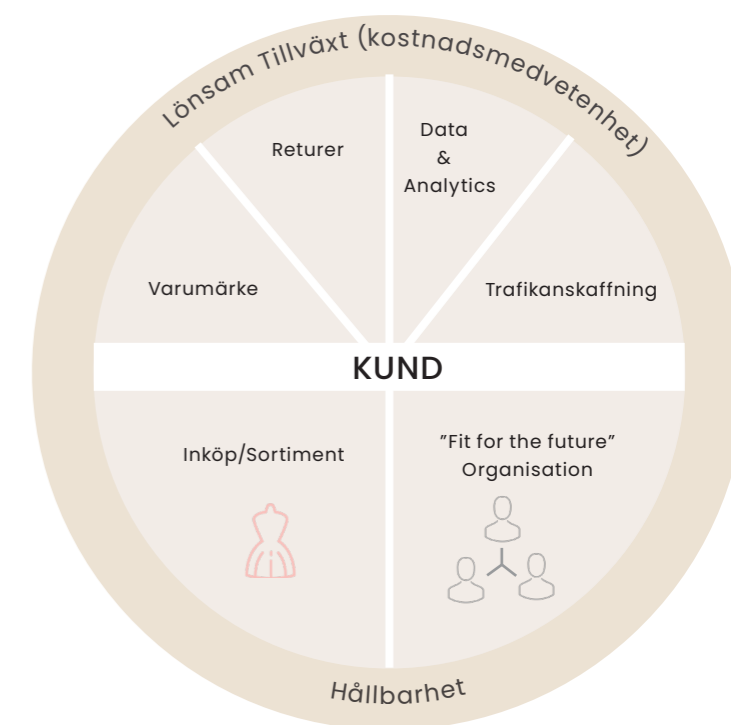 Lönsam Tillväxt (kostnadsmedvetenhet)
Returer
Data
&
Analytics
Varumärke
Trafikanskaffning
KUND
Inköp/Sortiment
”Fit for the future”
Organisation
Hållbarhet